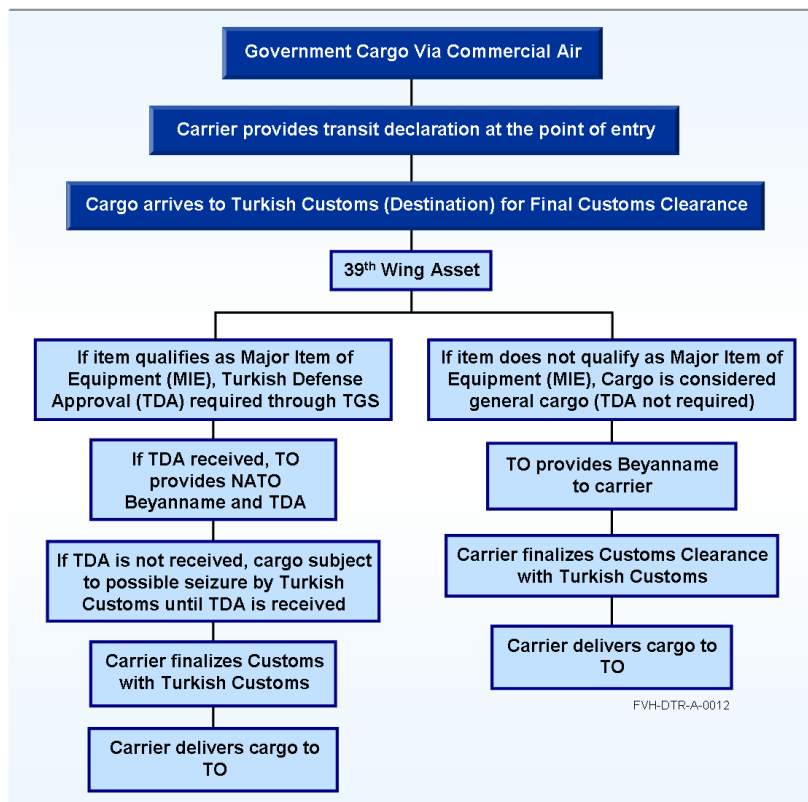 Government Cargo Via Commercial Air
Carrier provides transit declaration at the point of entry
Cargo arrives to Turkish Customs (Destination) for Final Customs Clearance
39th Wing Asset
If item qualifies as Major Item of
Equipment (MIE), Turkish Defense
Approval (TDA) required through TGS
If TDA received, TO
provides NATO
Beyanname and TDA
If TDA is not received, cargo subject
to possible seizure by Turkish
Customs until TDA is received
Carrier finalizes Customs
with Turkish Customs
Carrier delivers cargo to
TO
If item does not qualify as Major Item of
Equipment (MIE), Cargo is considered
general cargo (TDA not required)
TO provides Beyanname
to carrier
Carrier finalizes Customs Clearance
with Turkish Customs
Carrier delivers cargo to
TO
FVH-DTR-A-0012